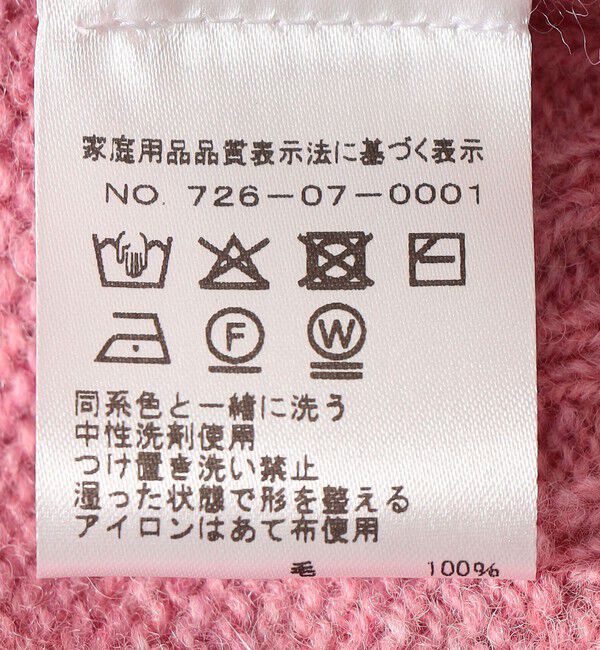 家庭用品品質表示法に基づく表示
NO. 726-07-0001
F W
同系色と一緒に洗う
中性洗剤使用
つけ置き洗い禁止
湿った状態で形を整える
アイロンはあて布使用
毛 100%